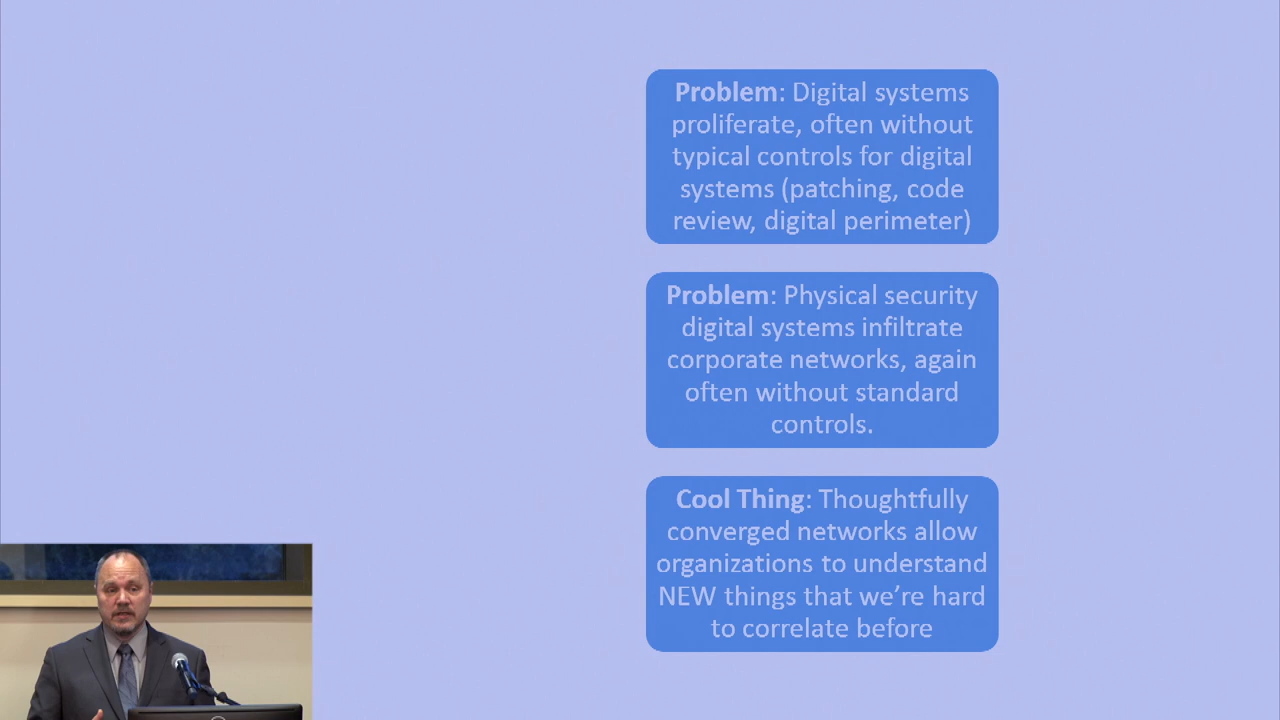 Problem: Digital systems
proliferate, often without
typical controls for digital
systems (patching, code
review, digital perimeter)
Problem: Physical security
digital systems infiltrate
corporate networks, again
often without standard
controls.
Cool Thing: Thoughtfully
converged networks allow
organizations to understand
NEW things that we’re hard
to correlate before